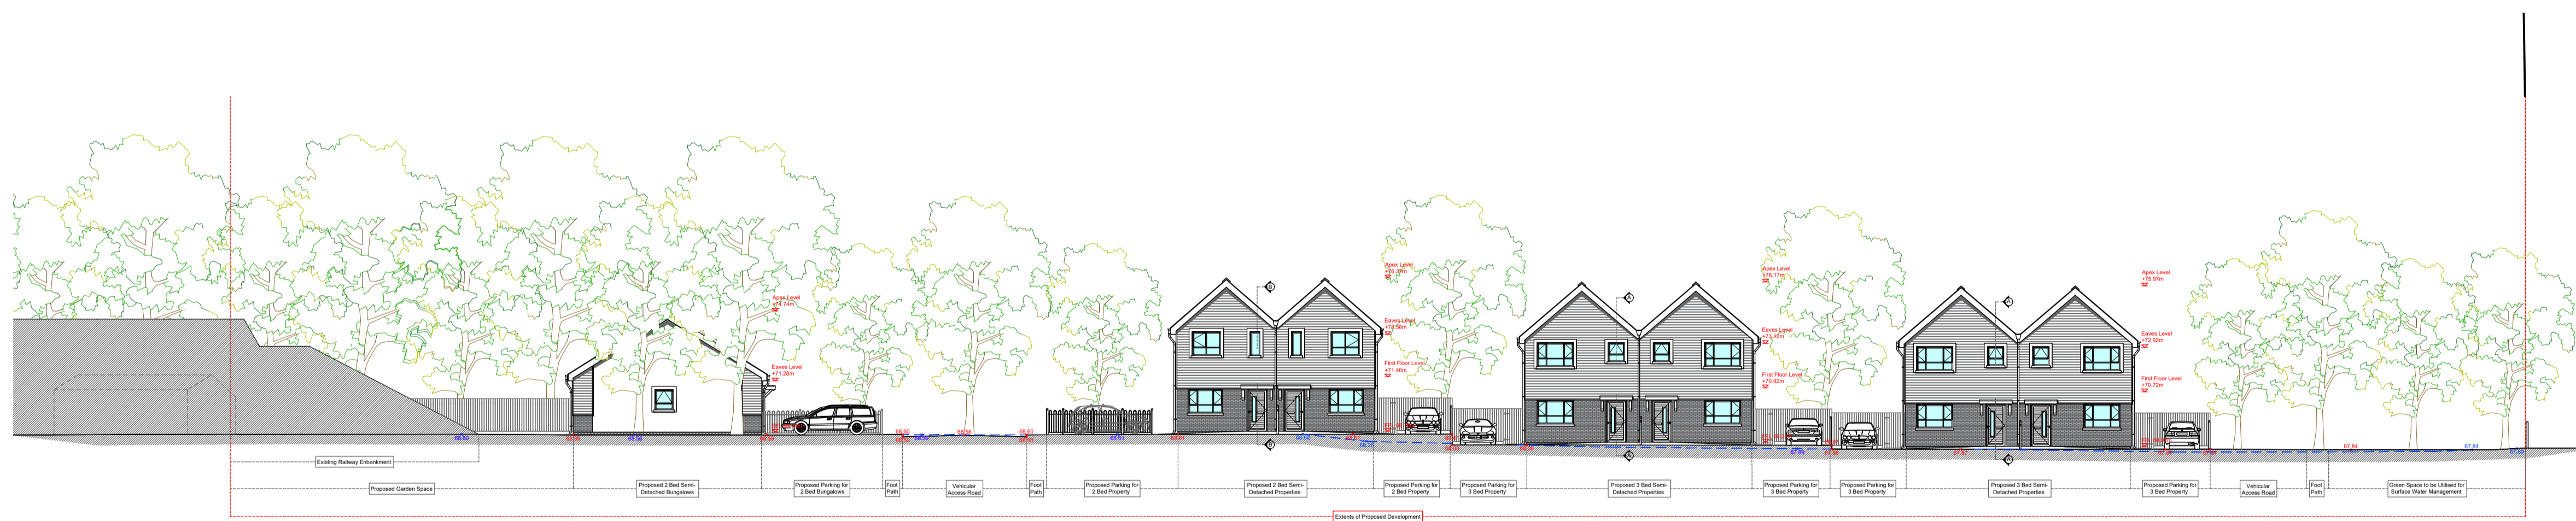 Apex Level
+74.74m
Eaves Level
+71.28m
Apex Level
Eaves Level
+73.56m
First Floor Level
+71.46m
Apex Level
+76.17m
Eaves Level
First Floor Level
+70.92m
Apex Level
+75.97m
Eaves Level
+72.92m
First Floor Level
+70.72m
B
B
A
A
A
A
68.60
68.56
68.60
68.56
68.60
68.61
68.62
68.26
67.84
67.84
Existing Railway Enbankment
Proposed Garden Space
Proposed 2 Bed Semi-
Detached Bungalows
Proposed Parking for
2 Bed Bungalows
Foot
Path
Vehicular
Access Road
Foot
Path
Proposed Parking for
2 Bed Property
Proposed 2 Bed Semi-
Detached Properties
Proposed Parking for
2 Bed Property
Proposed Parking for
3 Bed Property
Proposed 3 Bed Semi-
Detached Properties
Proposed Parking for
3 Bed Property
Proposed Parking for
3 Bed Property
Proposed 3 Bed Semi-
Detached Properties
Proposed Parking for
3 Bed Property
Vehicular
Access Road
Foot
Path
Green Space to be Utilised for
Surface Water Management
Extents of Proposed Development